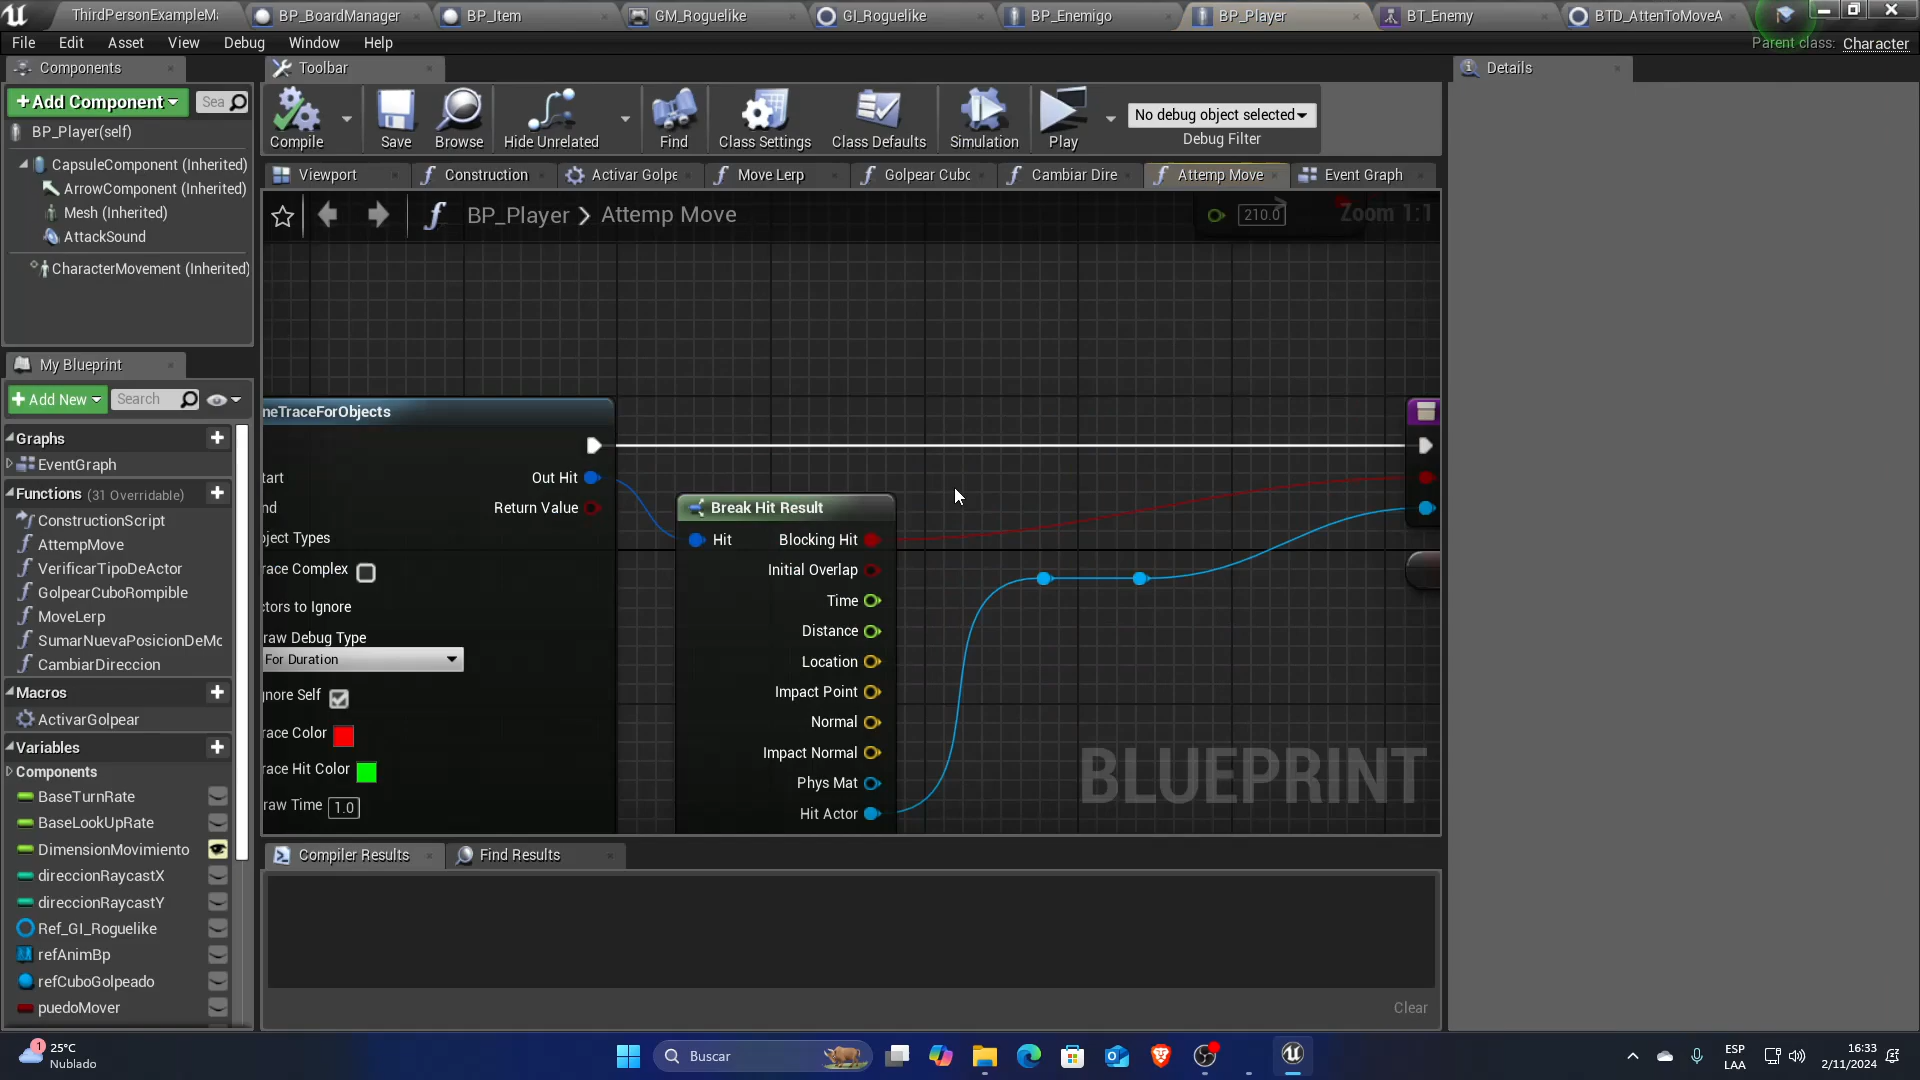 ThirdPersonExampleMa
BP_BoardManager
BP_Item
GM_Roguelike
GI_Roguelike
BP_Enemigo
BP_Player
BT_Enemy
BTD_AttenToMoveA
File
Edit
Asset
View
Debug
Window
Help
Parent class: Character
Components
Toolbar
Details
Add Component
Sea
BP_Player(self)
CapsuleComponent (Inherited)
ArrowComponent (Inherited)
Mesh (Inherited)
AttackSound
CharacterMovement (Inherited)
Compile
Save
Browse
Hide Unrelated
Find
Class Settings
Class Defaults
Simulation
Play
No debug object selected
Debug Filter
Viewport
Construction
Activar Golpe
Move Lerp
Golpear Cubo
Cambiar Dire
Attemp Move
Event Graph
BP_Player
Attemp Move
210.0
Zoom 1:1
My Blueprint
Add New
Search
Graphs
EventGraph
Functions (31 Overridable)
ConstructionScript
AttempMove
VerificarTipoDeActor
GolpearCuboRompible
MoveLerp
SumarNuevaPosicionDeMo
CambiarDireccion
Macros
ActivarGolpear
Variables
Components
BaseTurnRate
BaseLookUpRate
DimensionMovimiento
direccionRaycastX
direccionRaycastY
Ref_GI_Roguelike
refAnimBp
refCuboGolpeado
puedoMover
neTraceForObjects
tart
Out Hit
nd
Return Value
bject Types
race Complex
ctors to Ignore
raw Debug Type
For Duration
gnore Self
race Color
race Hit Color
raw Time 1.0
Break Hit Result
Hit
Blocking Hit
Initial Overlap
Time
Distance
Location
Impact Point
Normal
Impact Normal
Phys Mat
Hit Actor
BLUEPRINT
Compiler Results
Find Results
Clear
1
25°C
Nublado
Buscar
ESP
LAA
16:33
2/11/2024